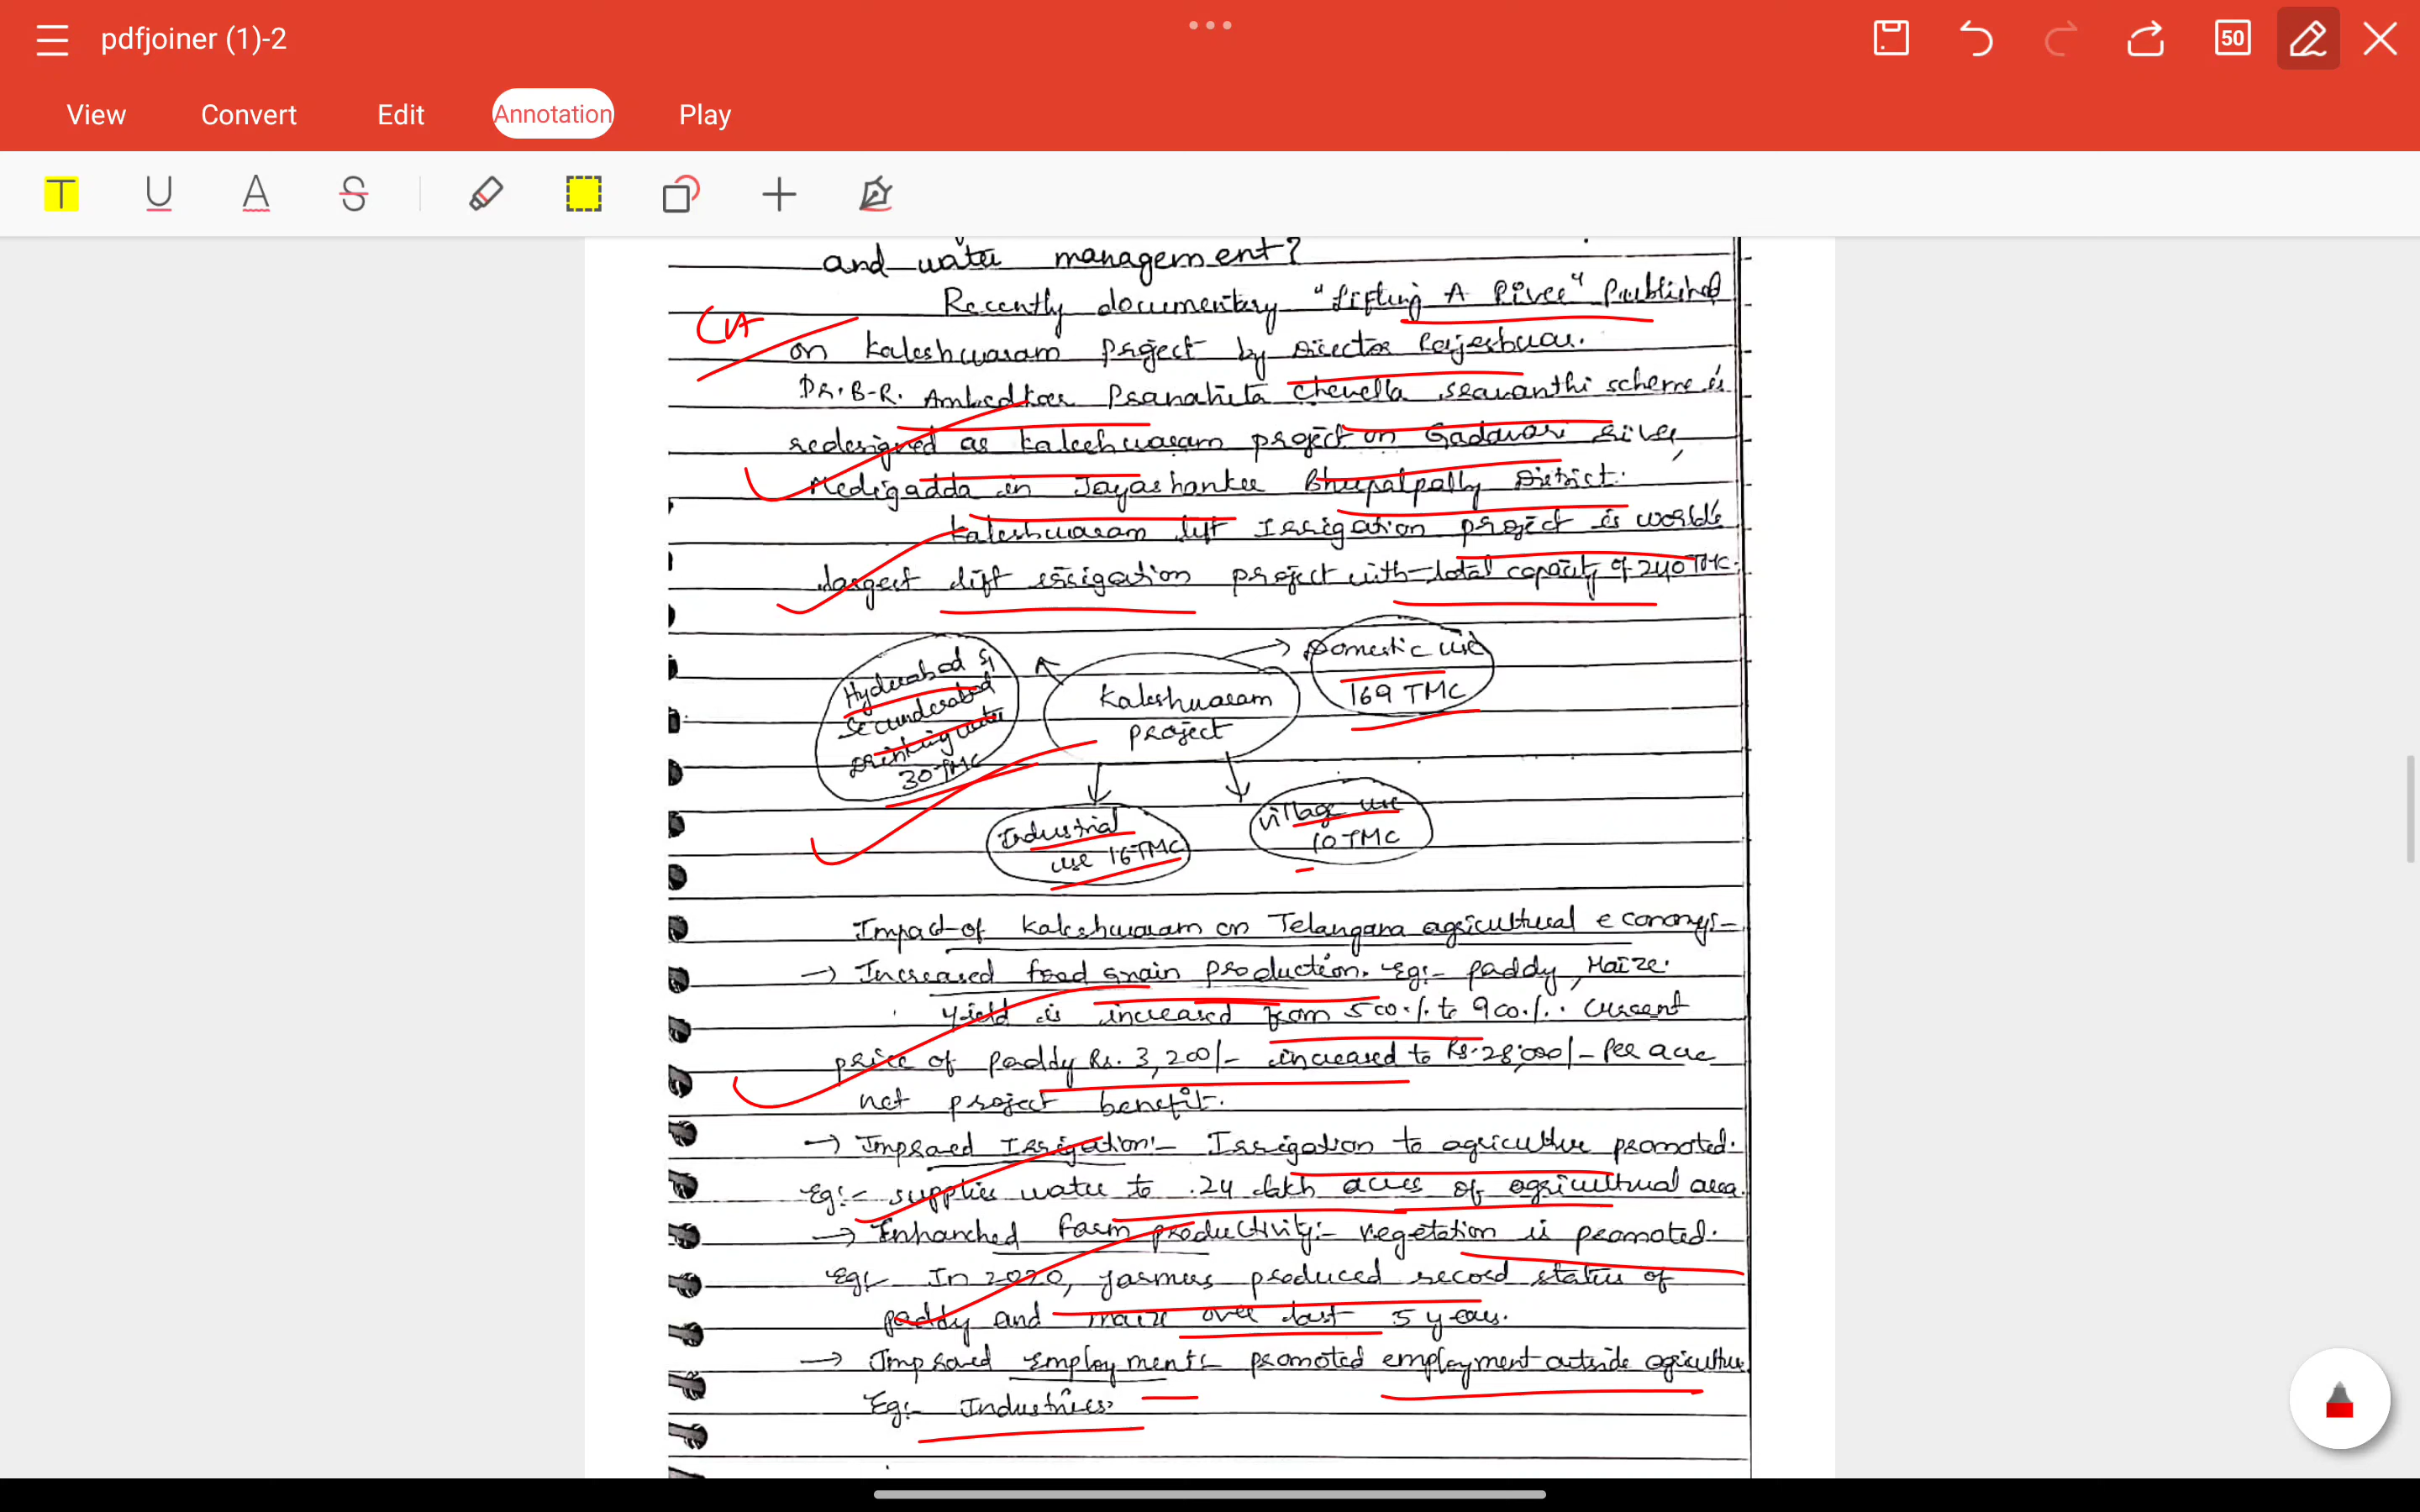 pdfjoiner (1)-2
50
View Convert Edit Annotation Play
T U A S
and water management?
Recently documentary "Lifting A River" Published
CA
on Kaleshwaram project by Director Rajeshwar.
Dr. B-R. Ambedkar Pranahita Chevella sravanthi scheme is
redesigned as Kaleshwaram project on Gadavari river,
Medigadda in Jayashanker Bhupalpally District.
Kaleshwaram lift Irrigation project is world's
largest lift irrigation project with total capacity of 240 TMC.
Hyderabad &
Secunderabad
Drinking water
30 TMC
Kaleshwaram
project
Domestic use
169 TMC
Industrial
use 16 TMC
Village use
10 TMC
Impact of Kaleshwaram on Telangana agricultural economy:-
→ Increased food grain production. Eg:- paddy, Maize.
yield is increased from 500% to 900%. Current
price of paddy Rs. 3,200/- increased to Rs. 28,000/- Per acre
net project benefit.
→ Improved Irrigation:- Irrigation to agriculture promoted.
Eg:- supplies water to .24 lakh acres of agricultural area.
→ Enhanched farm productivity:- vegetation is promoted.
Eg:- In 2020, farmers produced record status of
paddy and maize over last 5 years.
→ Improved Employment:- promoted employment outside agriculture
Eg:- Industries.